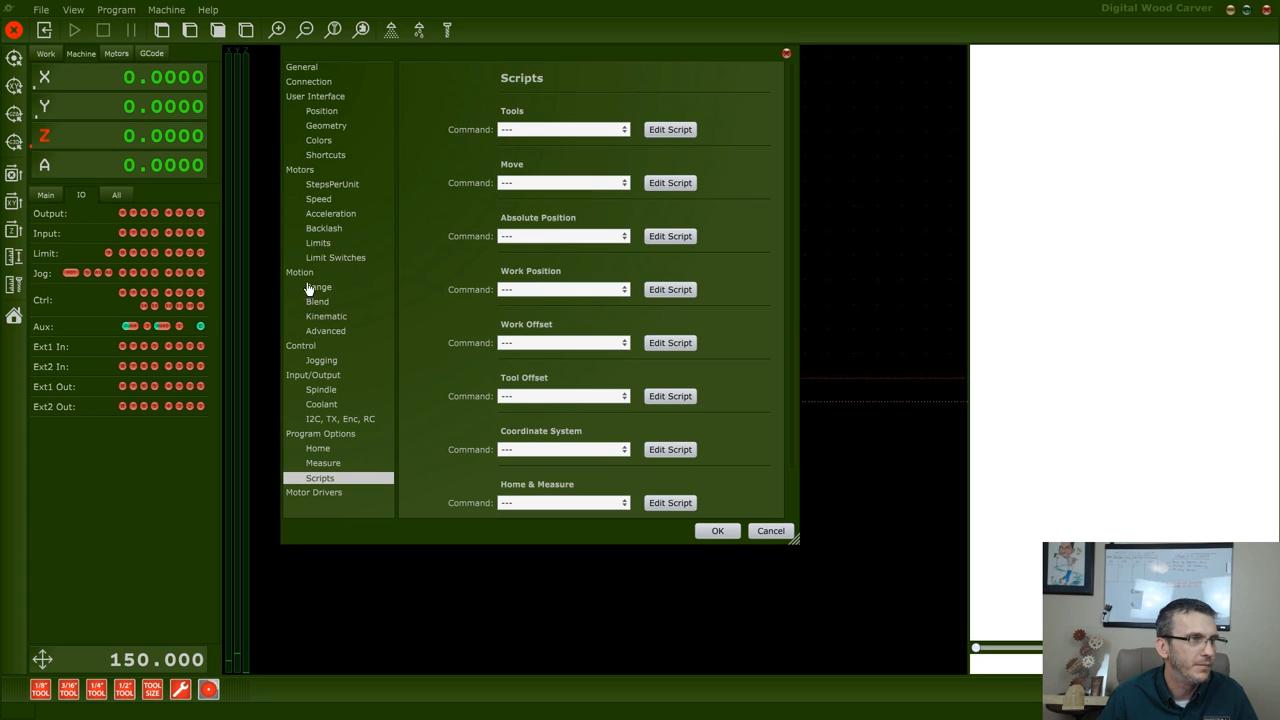 File View Program Machine Help
Digital Wood Carver
Work Machine Motors GCode
X 0.0000
Y 0.0000
Z 0.0000
A 0.0000
Main IO All
Output:
Input:
Limit:
Jog:
Ctrl:
Aux:
Ext1 In:
Ext2 In:
Ext1 Out:
Ext2 Out:
150.000
1/8" TOOL 3/16" TOOL 1/4" TOOL 1/2" TOOL TOOL SIZE
X Y Z
General
Connection
User Interface
Position
Geometry
Colors
Shortcuts
Motors
StepsPerUnit
Speed
Acceleration
Backlash
Limits
Limit Switches
Motion
Range
Blend
Kinematic
Advanced
Control
Jogging
Input/Output
Spindle
Coolant
I2C, TX, Enc, RC
Program Options
Home
Measure
Scripts
Motor Drivers
Scripts
Tools
Command: --- Edit Script
Move
Command: --- Edit Script
Absolute Position
Command: --- Edit Script
Work Position
Command: --- Edit Script
Work Offset
Command: --- Edit Script
Tool Offset
Command: --- Edit Script
Coordinate System
Command: --- Edit Script
Home & Measure
Command: --- Edit Script
OK Cancel